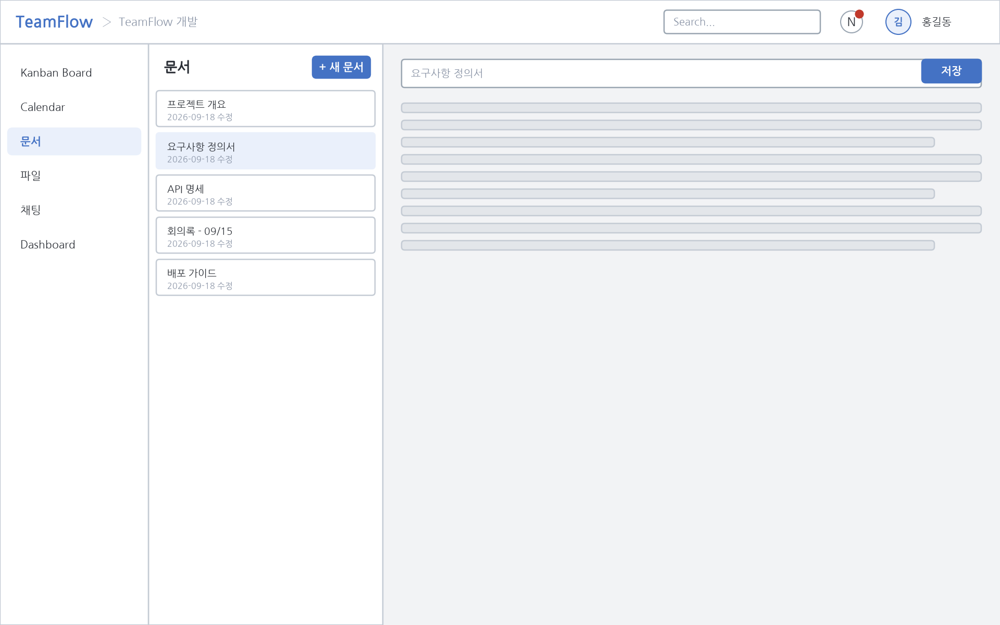 TeamFlow > TeamFlow 개발
Search...
N
김
홍길동
Kanban Board
Calendar
문서
파일
채팅
Dashboard
문서
+ 새 문서
프로젝트 개요
2026-09-18 수정
요구사항 정의서
2026-09-18 수정
API 명세
2026-09-18 수정
회의록 - 09/15
2026-09-18 수정
배포 가이드
2026-09-18 수정
요구사항 정의서
저장